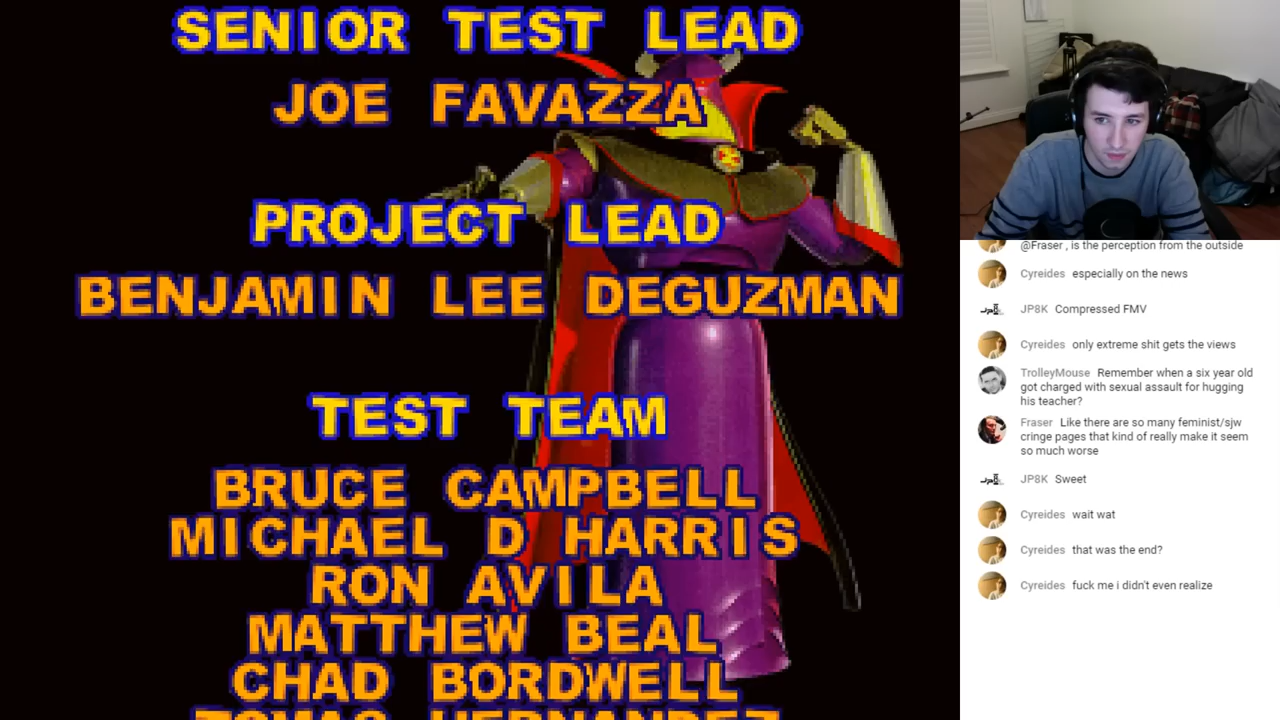 SENIOR TEST LEAD
JOE FAVAZZA
PROJECT LEAD
BENJAMIN LEE DEGUZMAN
TEST TEAM
BRUCE CAMPBELL
MICHAEL D HARRIS
RON AVILA
MATTHEW BEAL
CHAD BORDWELL
TOMAS HERNANDEZ
@Fraser , is the perception from the outside
Cyreides especially on the news
JP8K Compressed FMV
Cyreides only extreme shit gets the views
TrolleyMouse Remember when a six year old
got charged with sexual assault for hugging
his teacher?
Fraser Like there are so many feminist/sjw
cringe pages that kind of really make it seem
so much worse
JP8K Sweet
Cyreides wait wat
Cyreides that was the end?
Cyreides fuck me i didn't even realize